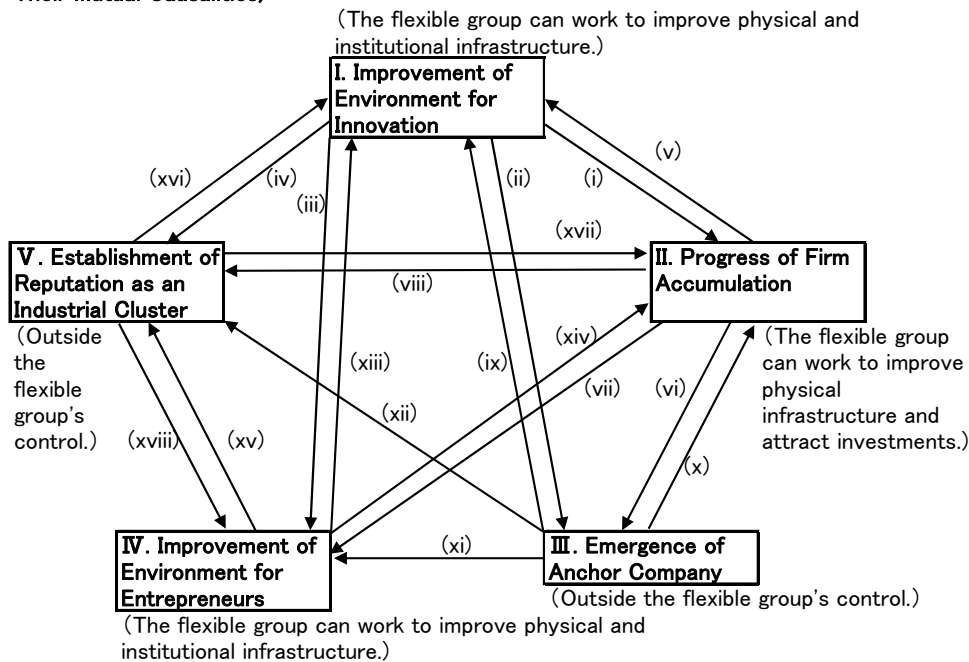 (The flexible group can work to improve physical and
institutional infrastructure.)
Ⅰ. Improvement of
Environment for
Innovation
(xvi)
(iv)
(iii)
(ii)
(i)
(v)
Ⅴ. Establishment of
Reputation as an
Industrial Cluster
(xvii)
(viii)
Ⅱ. Progress of Firm
Accumulation
(Outside
the
flexible
group's
control.)
(The flexible group
can work to improve
physical
infrastructure and
attract investments.)
(xiii)
(ix)
(xiv)
(vii)
(vi)
(xii)
(xviii)
(xv)
(x)
(xi)
Ⅳ. Improvement of
Environment for
Entrepreneurs
Ⅲ. Emergence of
Anchor Company
(Outside the flexible group's control.)
(The flexible group can work to improve physical and
institutional infrastructure.)